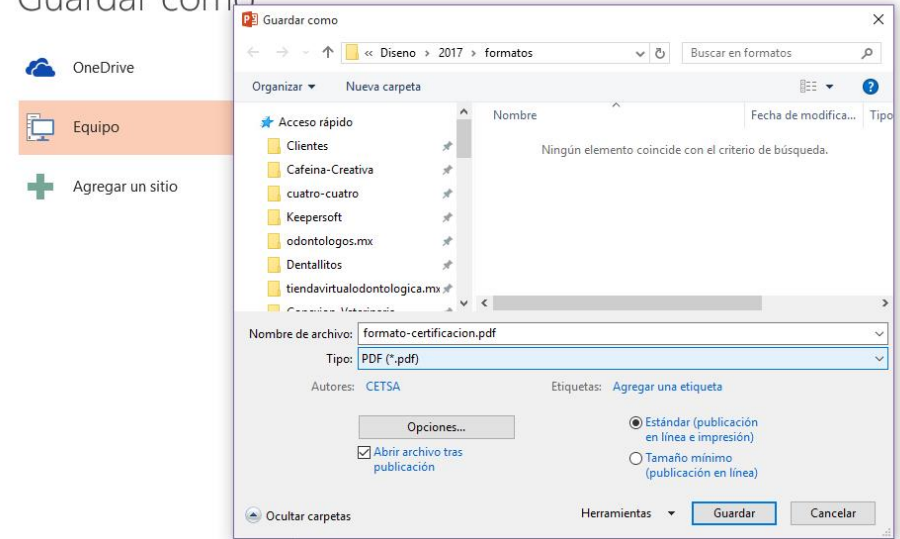 Guardar como
OneDrive
Equipo
Agregar un sitio
Guardar como
« Diseno › 2017 › formatos
Buscar en formatos
Organizar
Nueva carpeta
Nombre
Fecha de modifica...
Tipo
Ningún elemento coincide con el criterio de búsqueda.
Acceso rápido
Clientes
Cafeina-Creativa
cuatro-cuatro
Keepersoft
odontologos.mx
Dentallitos
tiendavirtualodontologica.mx
Nombre de archivo: formato-certificacion.pdf
Tipo: PDF (*.pdf)
Autores: CETSA
Etiquetas: Agregar una etiqueta
Opciones...
Abrir archivo tras
publicación
Estándar (publicación
en línea e impresión)
Tamaño mínimo
(publicación en línea)
Ocultar carpetas
Herramientas
Guardar
Cancelar